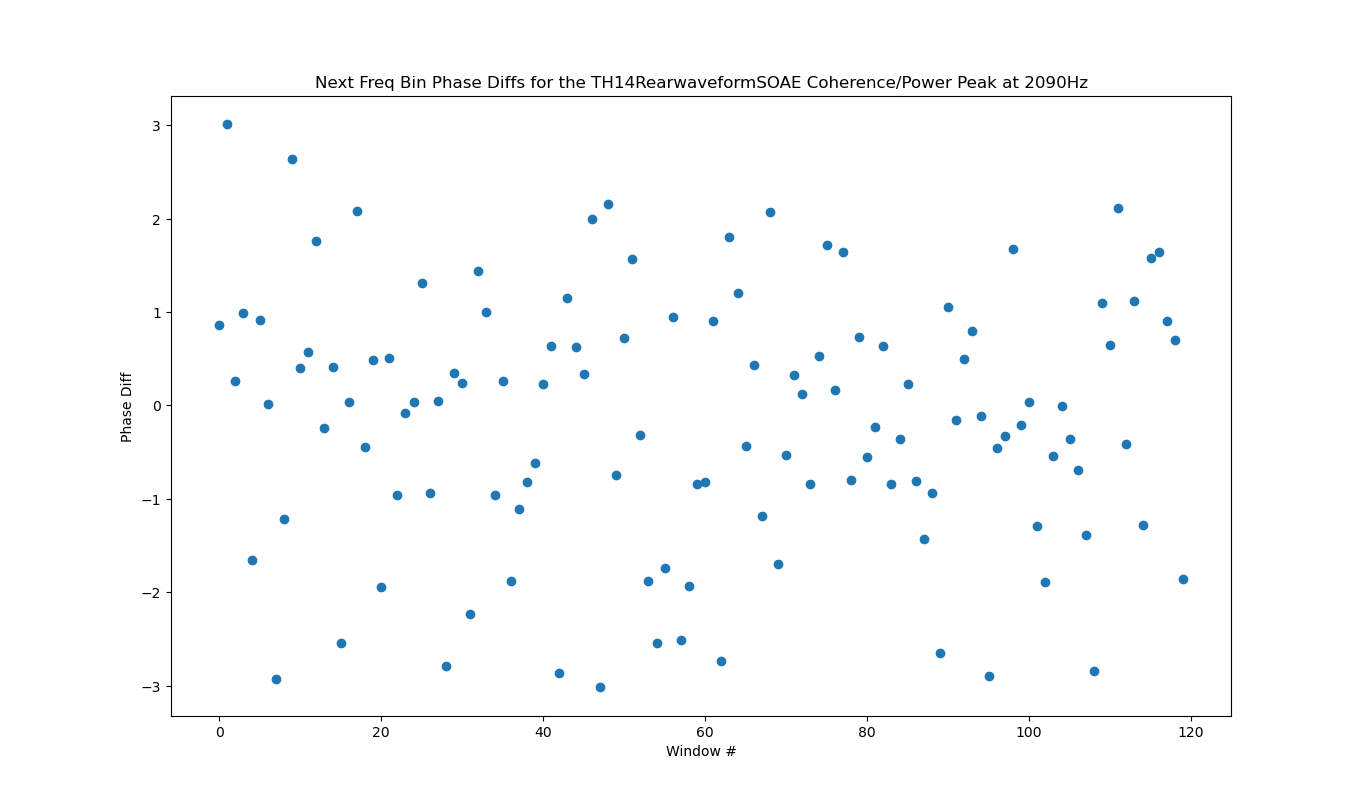 Next Freq Bin Phase Diffs for the TH14RearwaveformSOAE Coherence/Power Peak at 2090Hz
3
2
1
0
−1
−2
−3
Phase Diff
0 20 40 60 80 100 120
Window #